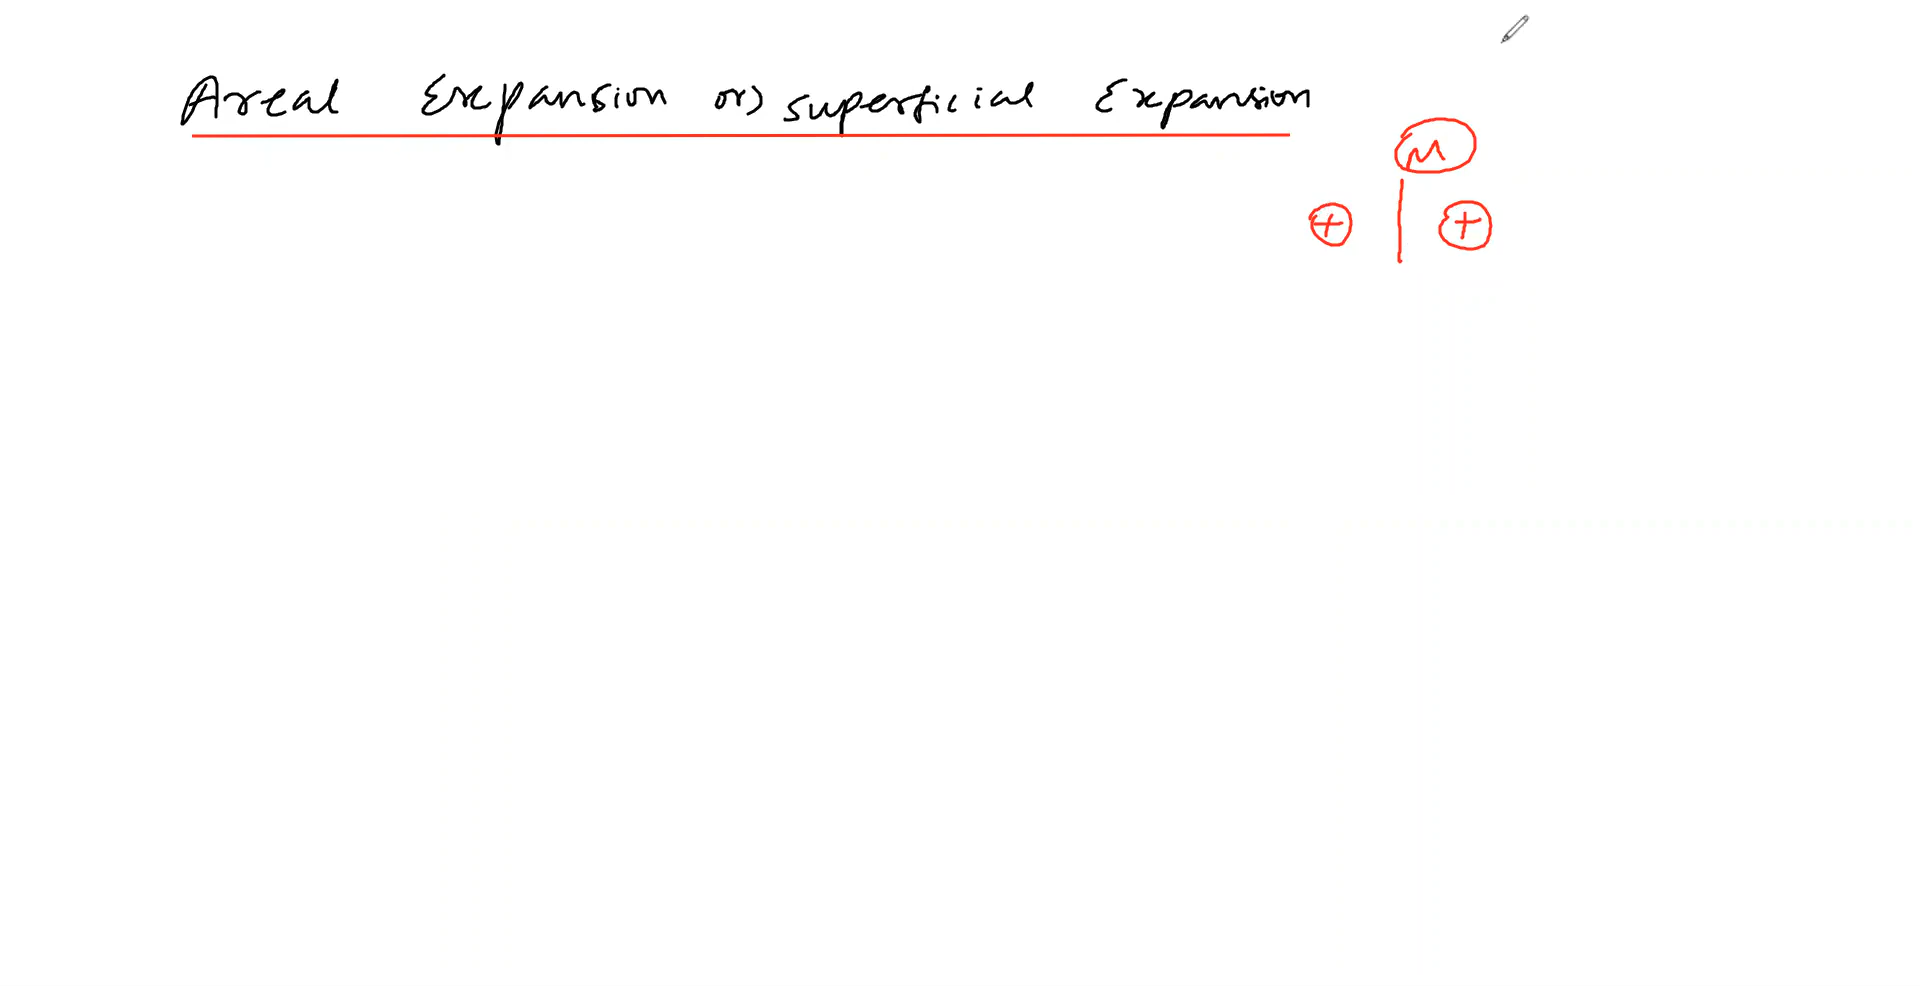 Areal Expansion or) superficial Expansion
M
+ | +